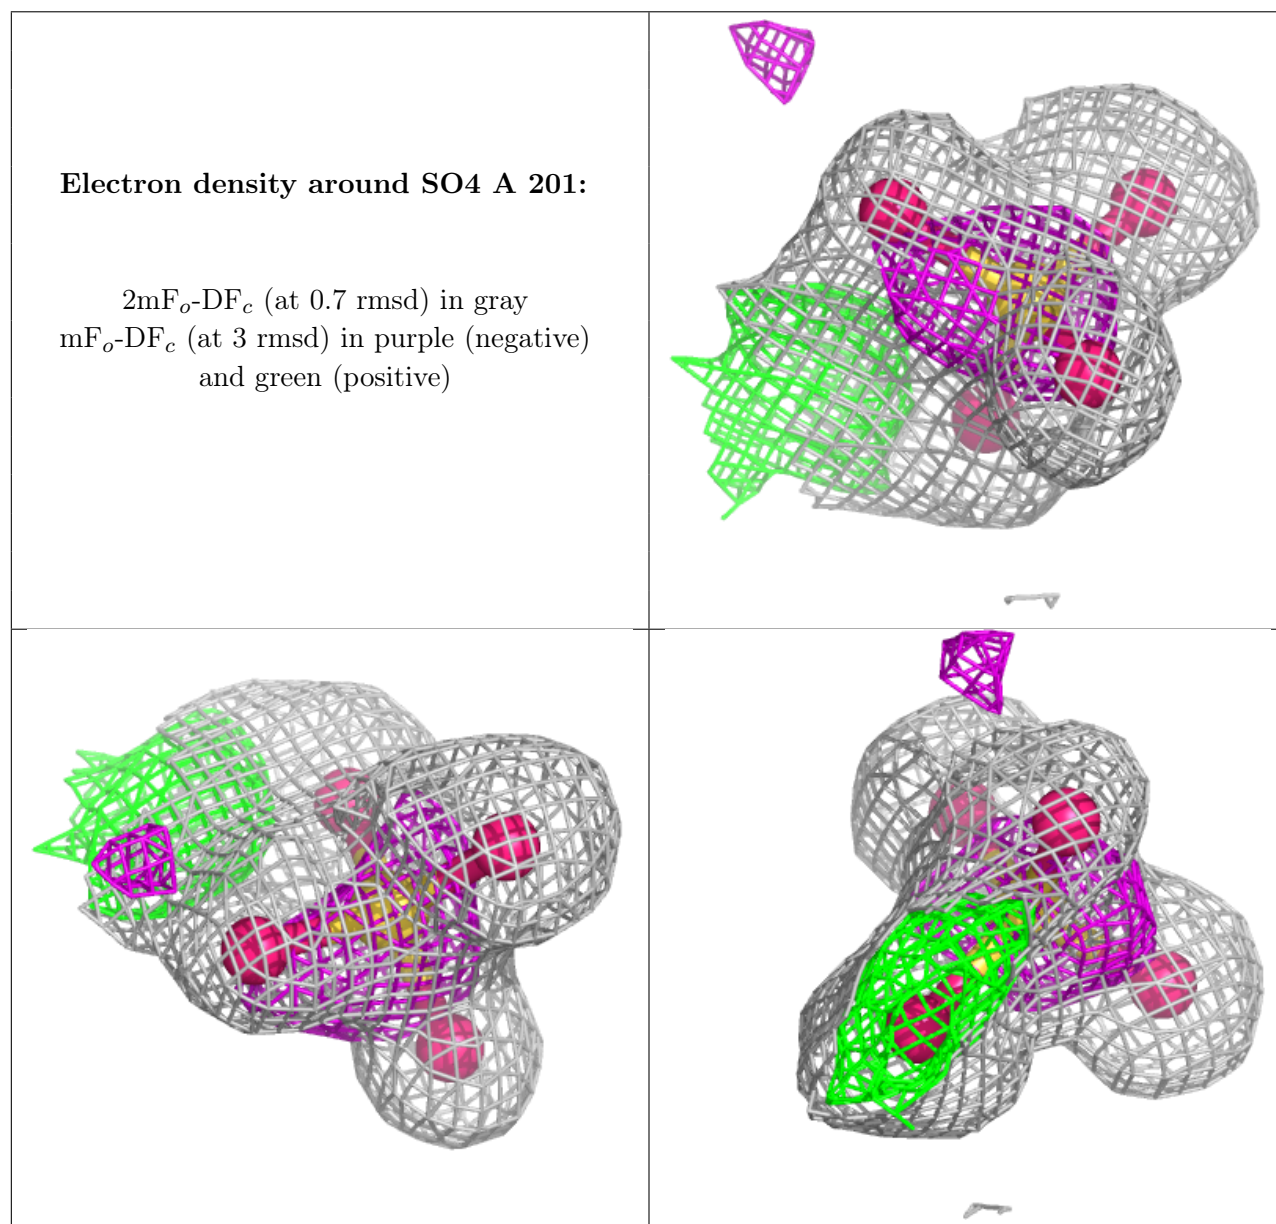 Electron density around SO4 A 201:
2mFo-DFc (at 0.7 rmsd) in gray
mFo-DFc (at 3 rmsd) in purple (negative)
and green (positive)